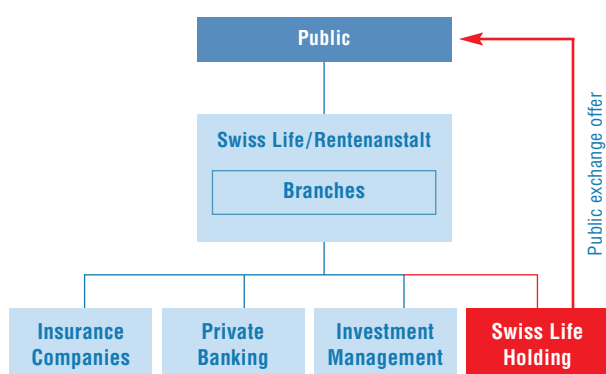 Public
Swiss Life/Rentenanstalt
Branches
Public exchange offer
Insurance
Companies
Private
Banking
Investment
Management
Swiss Life
Holding